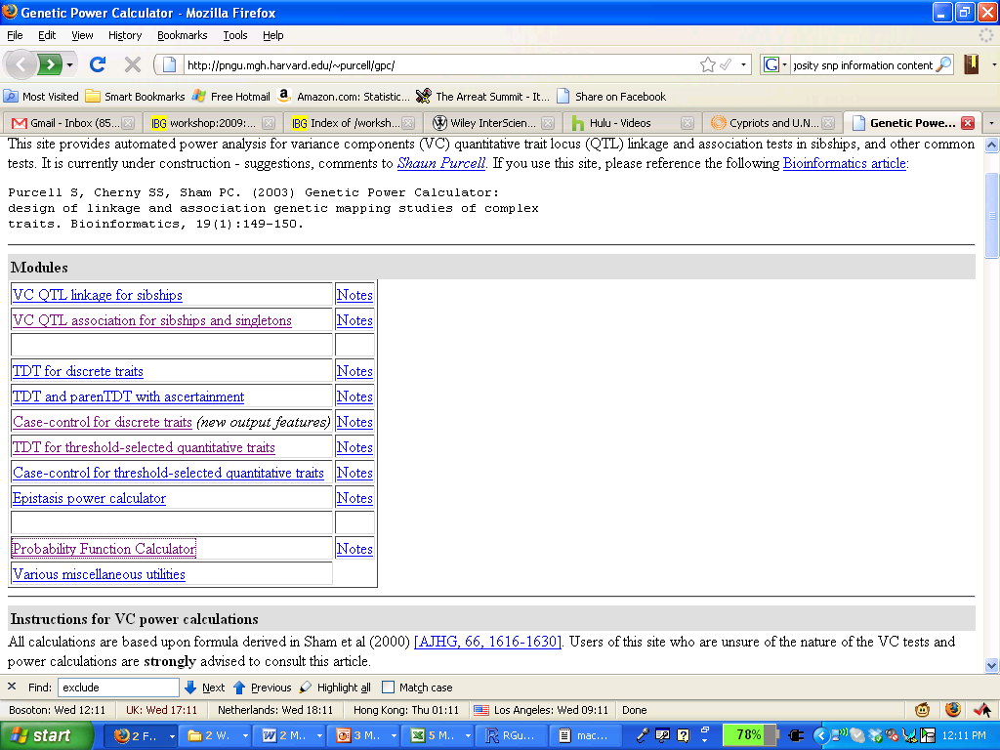 Genetic Power Calculator - Mozilla Firefox
File Edit View History Bookmarks Tools Help
http://pngu.mgh.harvard.edu/~purcell/gpc/ josity snp information content
Most Visited Smart Bookmarks Free Hotmail Amazon.com: Statistic... The Arreat Summit - It... Share on Facebook
Gmail - Inbox (85... IBG workshop:2009:... IBG Index of /worksh... Wiley InterScien... Hulu - Videos Cypriots and U.N... Genetic Powe...
This site provides automated power analysis for variance components (VC) quantitative trait locus (QTL) linkage and association tests in sibships, and other common
tests. It is currently under construction - suggestions, comments to Shaun Purcell. If you use this site, please reference the following Bioinformatics article:
Purcell S, Cherny SS, Sham PC. (2003) Genetic Power Calculator:
design of linkage and association genetic mapping studies of complex
traits. Bioinformatics, 19(1):149-150.
Modules
VC QTL linkage for sibships Notes
VC QTL association for sibships and singletons Notes
TDT for discrete traits Notes
TDT and parenTDT with ascertainment Notes
Case-control for discrete traits (new output features) Notes
TDT for threshold-selected quantitative traits Notes
Case-control for threshold-selected quantitative traits Notes
Epistasis power calculator Notes
Probability Function Calculator Notes
Various miscellaneous utilities
Instructions for VC power calculations
All calculations are based upon formula derived in Sham et al (2000) [AJHG, 66, 1616-1630]. Users of this site who are unsure of the nature of the VC tests and
power calculations are strongly advised to consult this article.
Find: exclude Next Previous Highlight all Match case
Bosoton: Wed 12:11 UK: Wed 17:11 Netherlands: Wed 18:11 Hong Kong: Thu 01:11 Los Angeles: Wed 09:11 Done
start 2 F... 2 W... 2 M... 3 M... 5 M... RGu... mac... 78% 12:11 PM